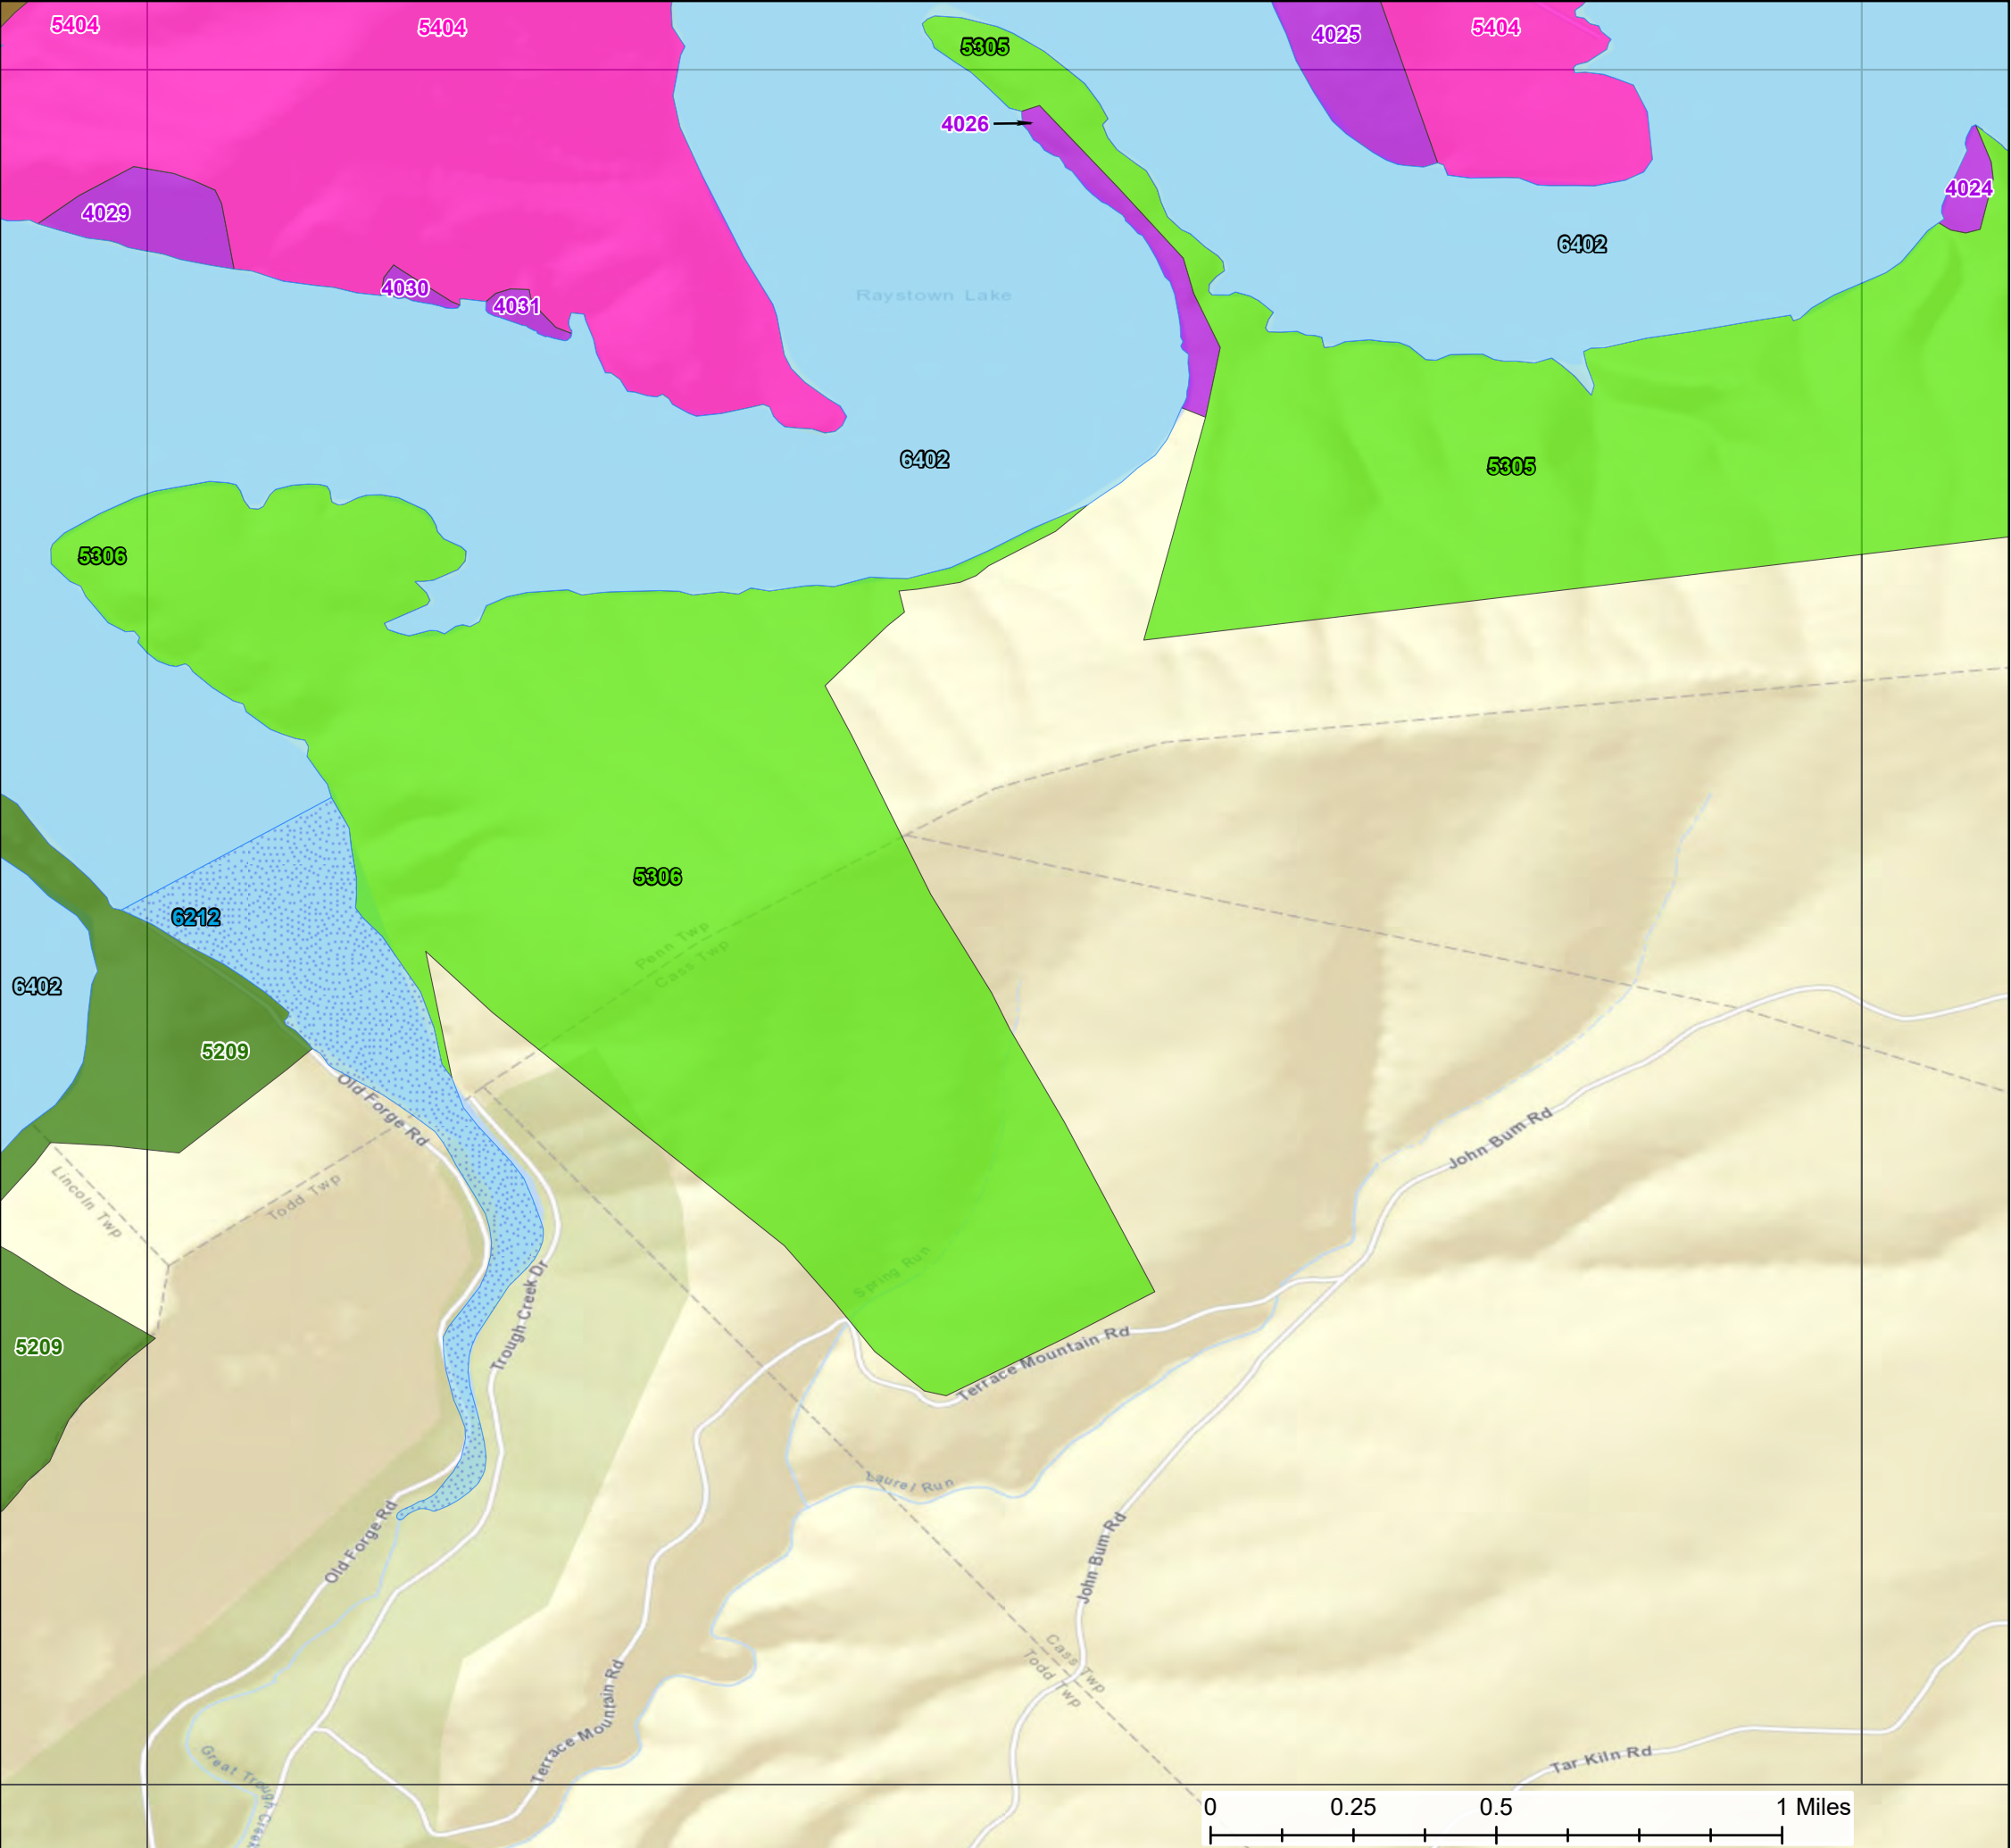 5404
5404
5305
4025
5404
4026
4029
4024
6402
4030
4031
Raystown Lake
6402
5305
5306
5306
6212
Penn Twp
Cass Twp
6402
5209
Old Forge Rd
John Bum Rd
Lincoln Twp
Todd Twp
Spring Run
Trough Creek Dr
5209
Terrace Mountain Rd
Laurel Run
Old Forge Rd
John Bum Rd
Cass Twp
Todd Twp
Terrace Mountain Rd
Great Trough Creek
Tar Kiln Rd
0 0.25 0.5 1 Miles